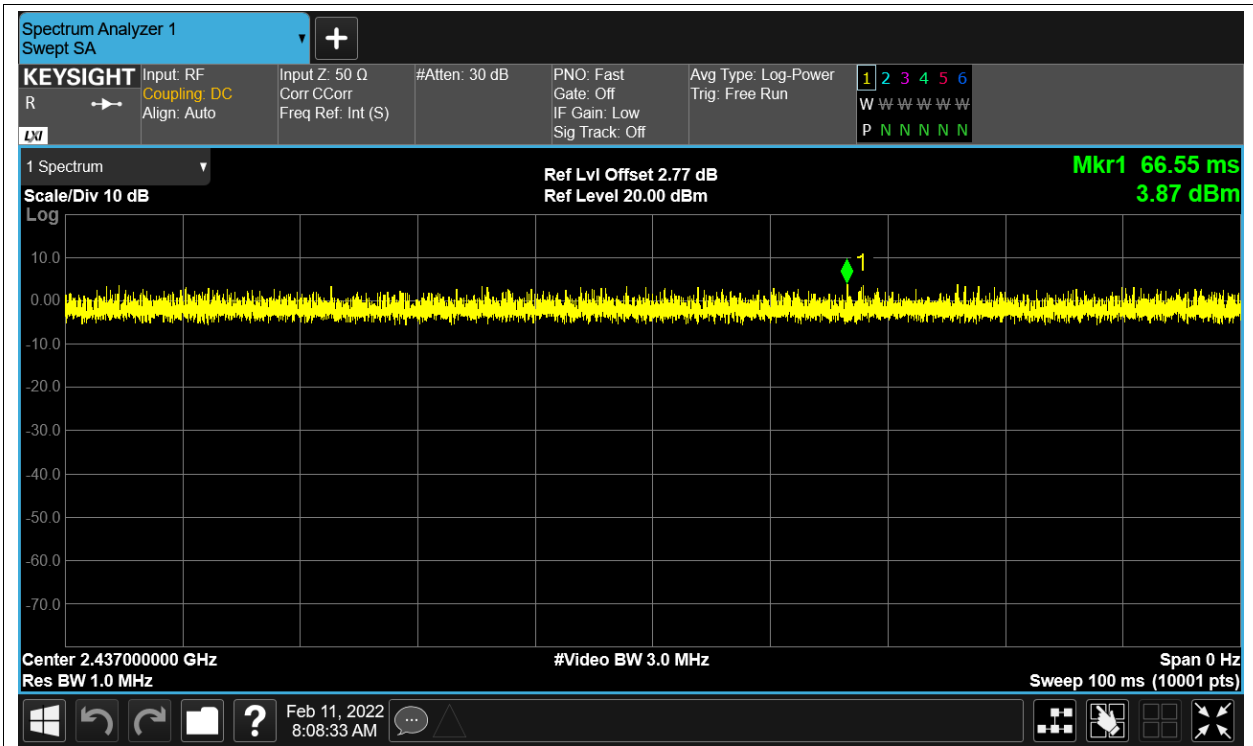 Spectrum Analyzer 1
Swept SA
KEYSIGHT
R
LXI
Input: RF
Coupling: DC
Align: Auto
Input Z: 50 Ω
Corr CCorr
Freq Ref: Int (S)
#Atten: 30 dB
PNO: Fast
Gate: Off
IF Gain: Low
Sig Track: Off
Avg Type: Log-Power
Trig: Free Run
1 2 3 4 5 6
W W W W W W
P N N N N N
1 Spectrum
Scale/Div 10 dB
Ref Lvl Offset 2.77 dB
Ref Level 20.00 dBm
Mkr1 66.55 ms
3.87 dBm
Log
10.0
0.00
-10.0
-20.0
-30.0
-40.0
-50.0
-60.0
-70.0
1
Center 2.437000000 GHz
#Video BW 3.0 MHz
Span 0 Hz
Res BW 1.0 MHz
Sweep 100 ms (10001 pts)
?
Feb 11, 2022
8:08:33 AM